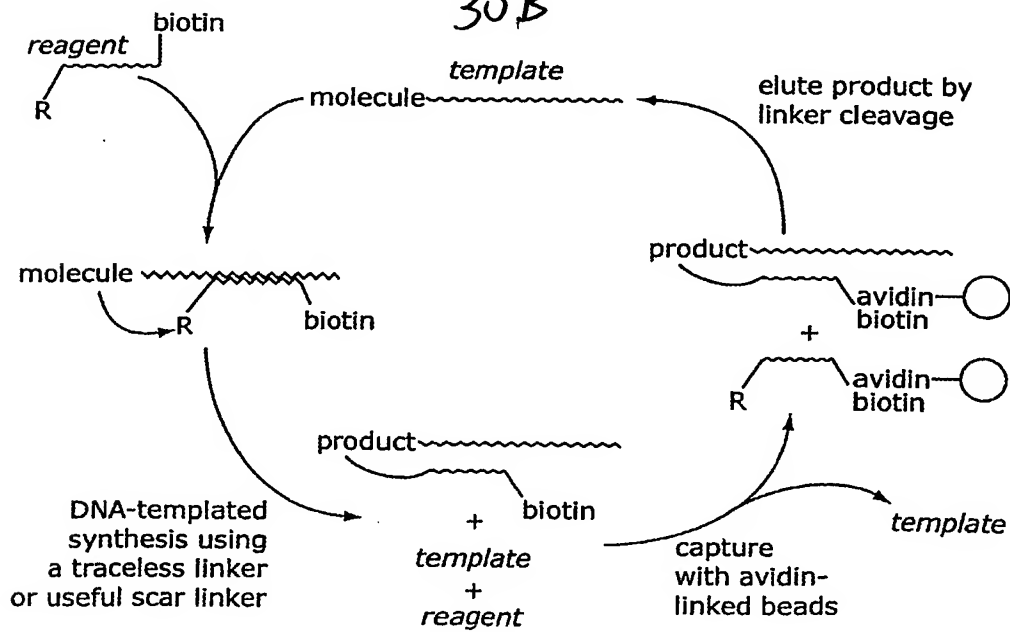 30B
biotin
reagent
R
template
molecule
elute product by
linker cleavage
molecule
R
biotin
product
avidin
biotin
+
R
avidin
biotin
product
biotin
+
template
+
reagent
DNA-templated
synthesis using
a traceless linker
or useful scar linker
capture
with avidin-
linked beads
template